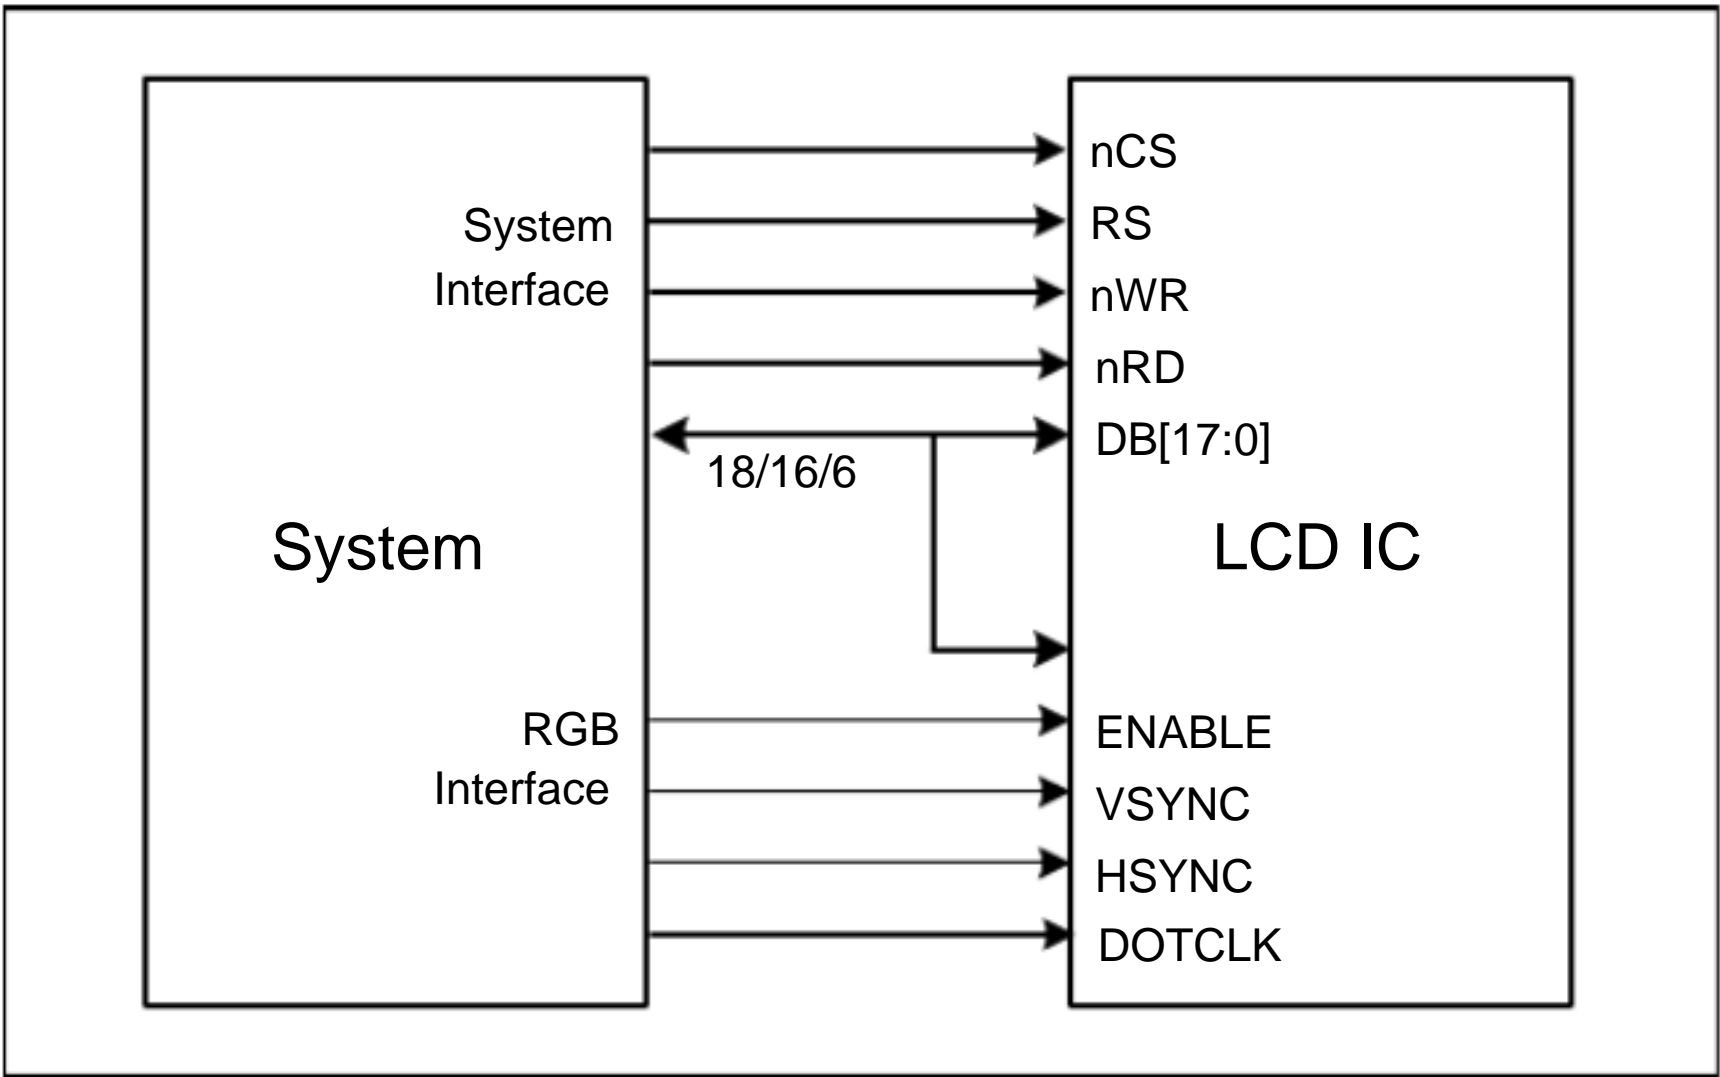 System
Interface
18/16/6
System
RGB
Interface
nCS
RS
nWR
nRD
DB[17:0]
LCD IC
ENABLE
VSYNC
HSYNC
DOTCLK